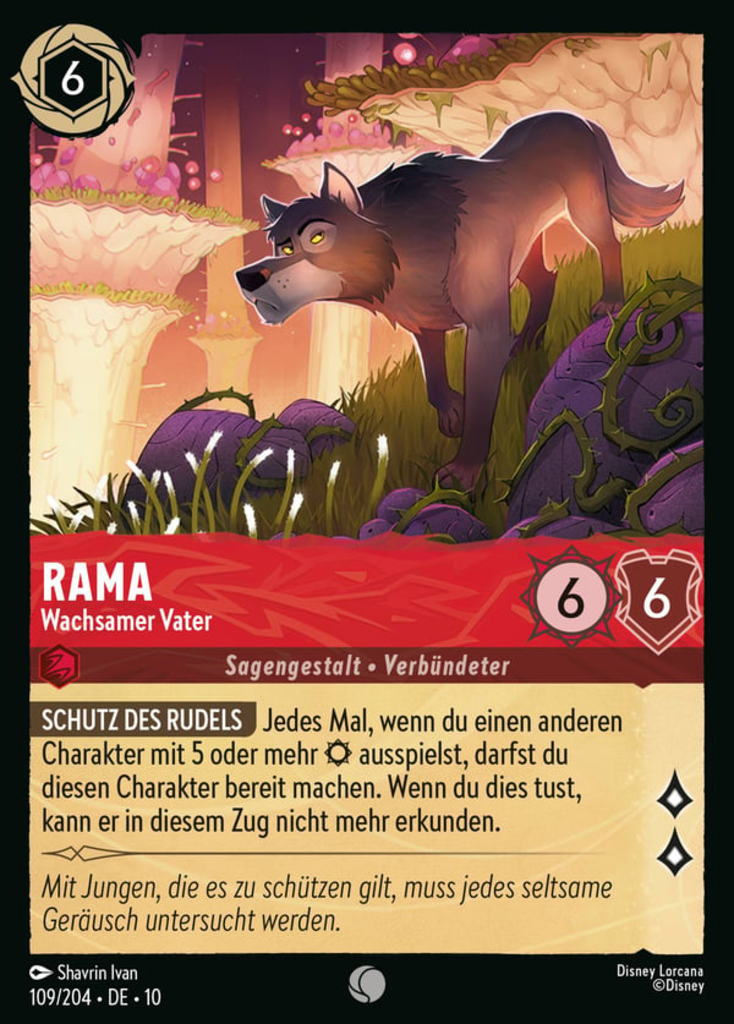 6
RAMA
Wachsamer Vater
6
6
Sagengestalt • Verbündeter
SCHUTZ DES RUDELS Jedes Mal, wenn du einen anderen
Charakter mit 5 oder mehr ausspielst, darfst du
diesen Charakter bereit machen. Wenn du dies tust,
kann er in diesem Zug nicht mehr erkunden.
Mit Jungen, die es zu schützen gilt, muss jedes seltsame
Geräusch untersucht werden.
Shavrin Ivan
109/204 • DE • 10
Disney Lorcana
©Disney